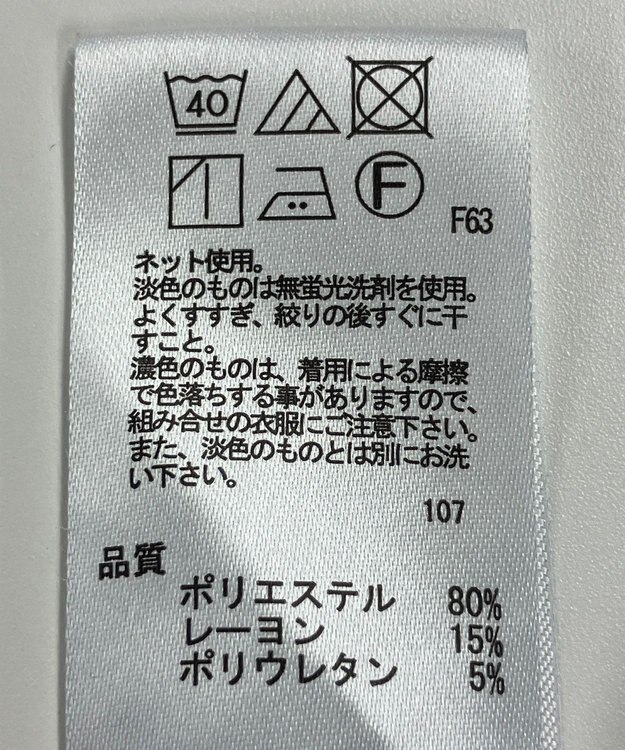 40
F
F63
ネット使用。
淡色のものは無蛍光洗剤を使用。
よくすすぎ、絞りの後すぐに干
すこと。
濃色のものは、着用による摩擦
で色落ちする事がありますので、
組み合せの衣服にご注意下さい。
また、淡色のものとは別にお洗
い下さい。
107
品質
ポリエステル 80%
レーヨン 15%
ポリウレタン 5%